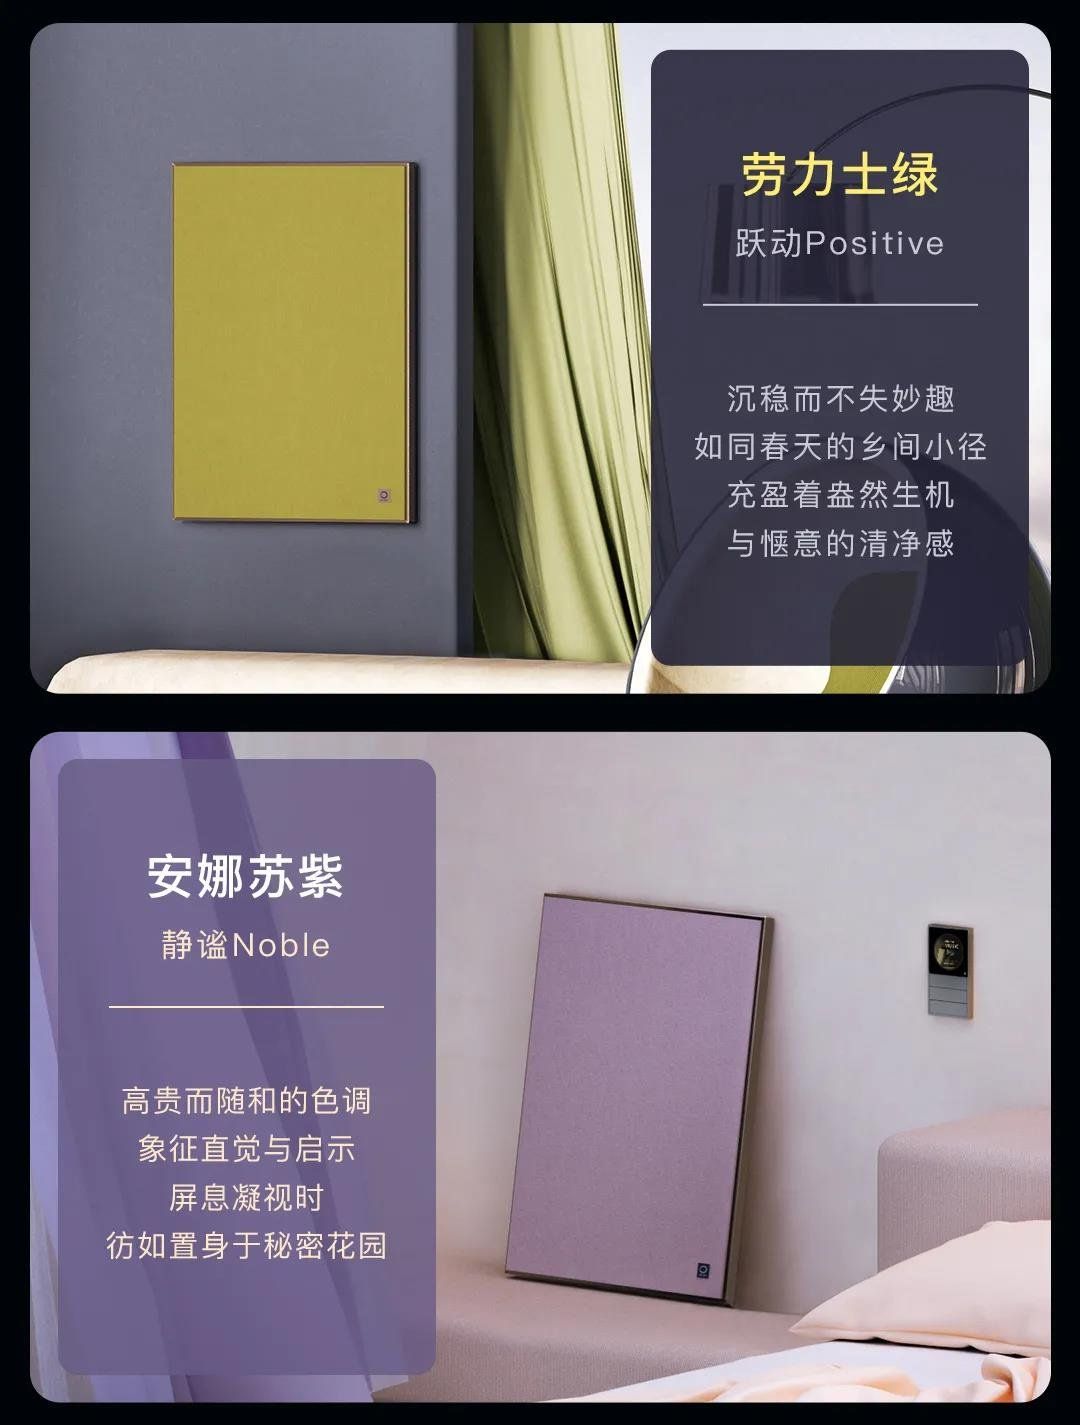 劳力士绿
跃动Positive
沉稳而不失妙趣
如同春天的乡间小径
充盈着盎然生机
与惬意的清净感
安娜苏紫
静谧Noble
高贵而随和的色调
象征直觉与启示
屏息凝视时
彷如置身于秘密花园